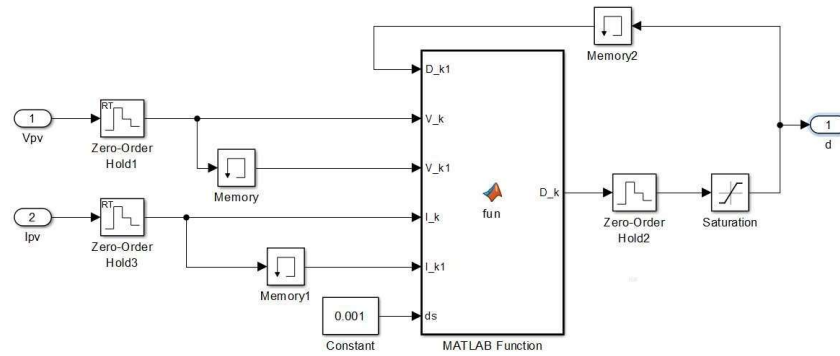 Memory2
D_k1
1
Vpv
RT
Zero-Order
Hold1
V_k
Memory
V_k1
2
Ipv
RT
Zero-Order
Hold3
I_k
Memory1
I_k1
0.001
Constant
ds
fun
D_k
MATLAB Function
Zero-Order
Hold2
Saturation
1
d